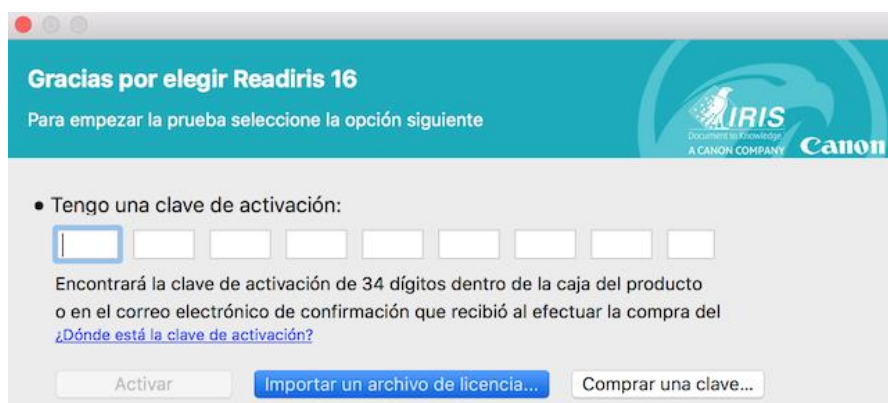 Gracias por elegir Readiris 16
Para empezar la prueba seleccione la opción siguiente
IRIS
Document to Knowledge
A CANON COMPANY
Canon
• Tengo una clave de activación:
Encontrará la clave de activación de 34 dígitos dentro de la caja del producto
o en el correo electrónico de confirmación que recibió al efectuar la compra del
¿Dónde está la clave de activación?
Activar
Importar un archivo de licencia...
Comprar una clave...